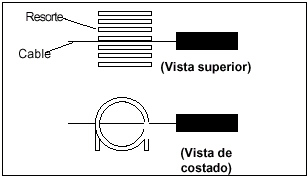 Resorte
Cable
(Vista superior)
(Vista de
costado)